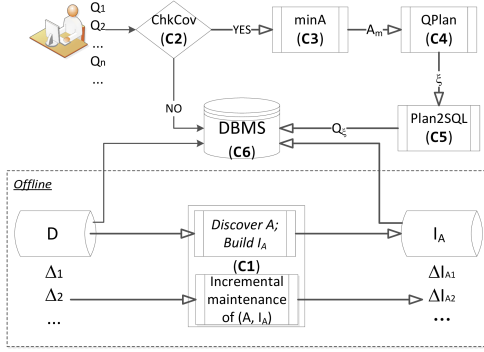 Q1
Q2
...
Qn
...
ChkCov
(C2)
YES
minA
(C3)
Am
QPlan
(C4)
NO
ξ
DBMS
(C6)
Qξ
Plan2SQL
(C5)
Offline
D
Discover A;
Build IA
(C1)
IA
Δ1
Δ2
...
Incremental
maintenance
of (A, IA)
ΔIA1
ΔIA2
...